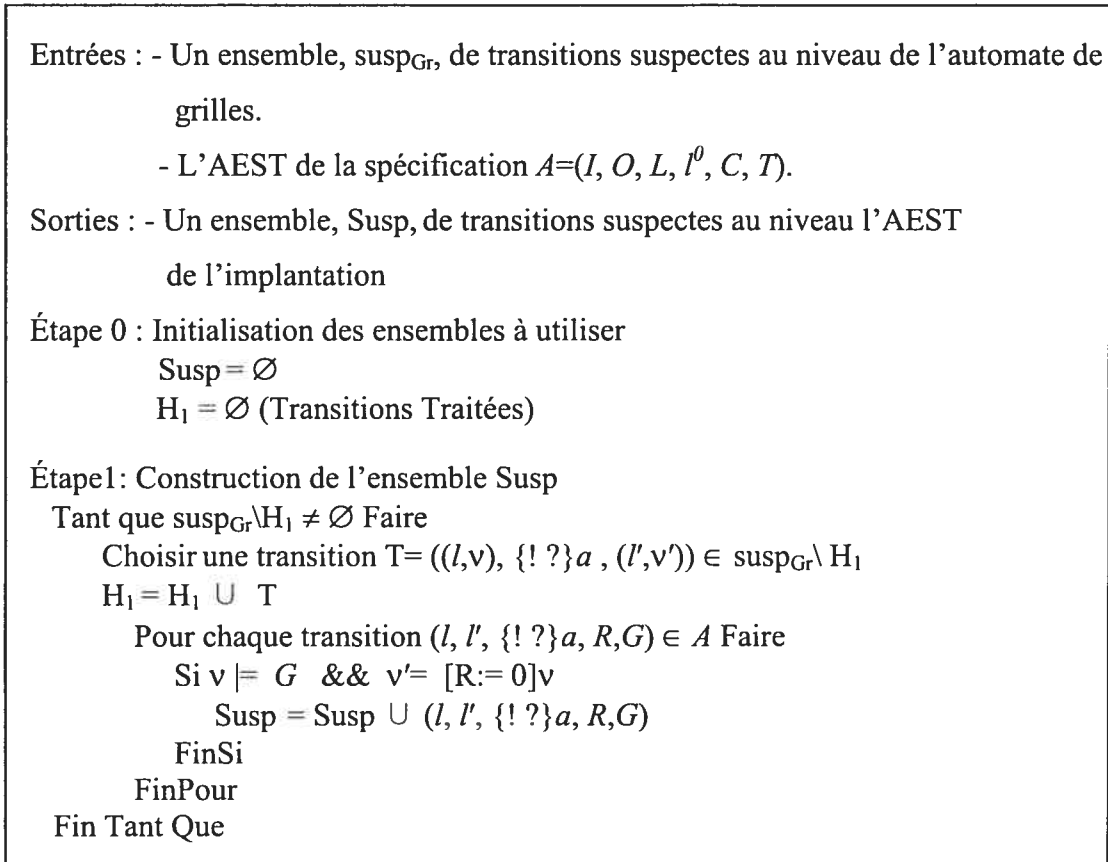 Entrées : - Un ensemble, susp_Gr, de transitions suspectes au niveau de l'automate de
grilles.
- L'AEST de la spécification A=(I, O, L, l⁰, C, T).
Sorties : - Un ensemble, Susp, de transitions suspectes au niveau l'AEST
de l'implantation
Étape 0 : Initialisation des ensembles à utiliser
Susp = ∅
H₁ = ∅ (Transitions Traitées)
Étape1: Construction de l'ensemble Susp
Tant que susp_Gr\H₁ ≠ ∅ Faire
Choisir une transition T= ((l,ν), {! ?}a , (l',ν')) ∈ susp_Gr\ H₁
H₁ = H₁ ∪ T
Pour chaque transition (l, l', {! ?}a, R,G) ∈ A Faire
Si ν |= G && ν'= [R:= 0]ν
Susp = Susp ∪ (l, l', {! ?}a, R,G)
FinSi
FinPour
Fin Tant Que